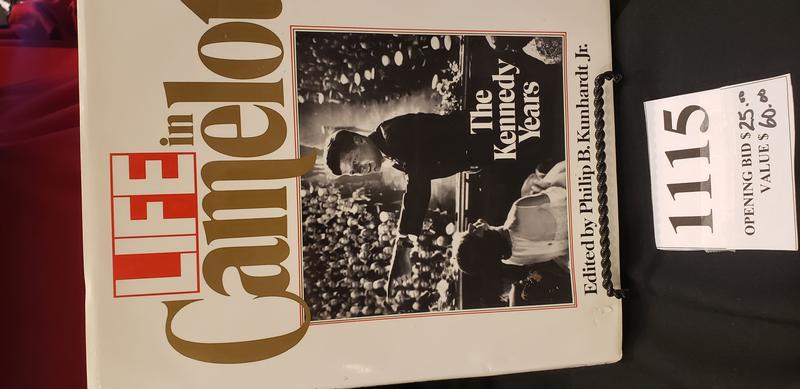 LIFE in
Camelot
The
Kennedy
Years
Edited by Philip B. Kunhardt Jr.
1115
OPENING BID $ 25.00
VALUE $ 60.00